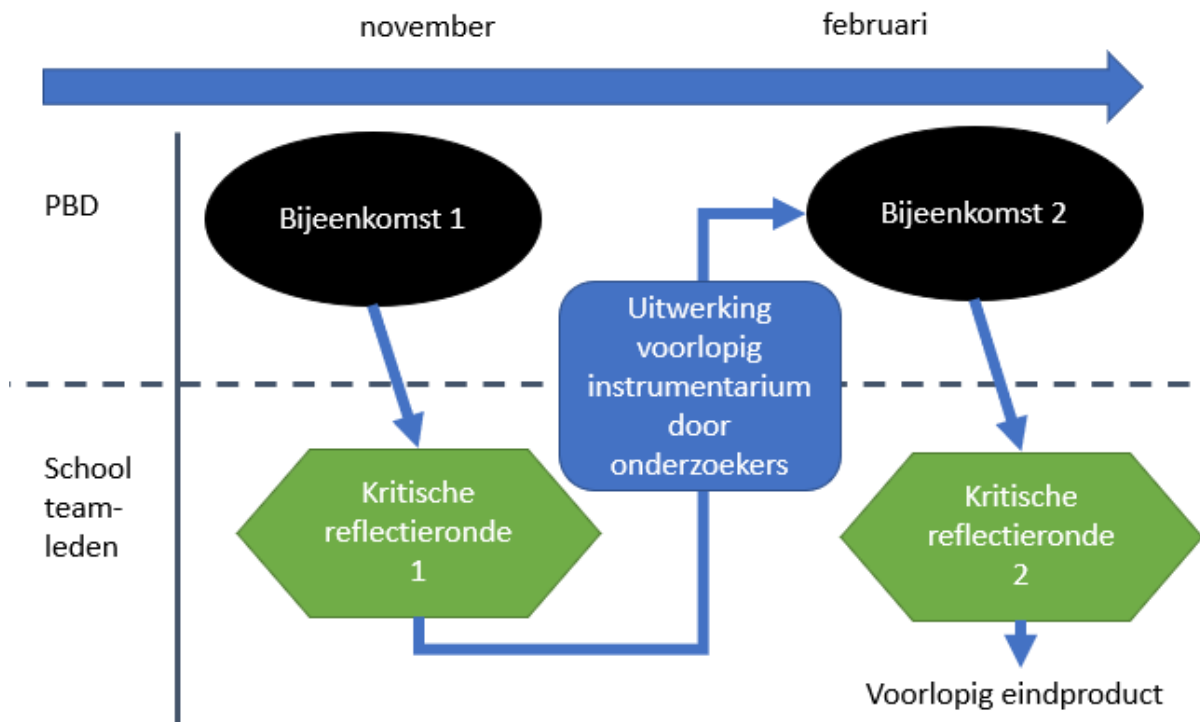 november
februari
PBD
Bijeenkomst 1
Bijeenkomst 2
Uitwerking
voorlopig
instrumentarium
door
onderzoekers
School
team-
leden
Kritische
reflectieronde
1
Kritische
reflectieronde
2
Voorlopig eindproduct